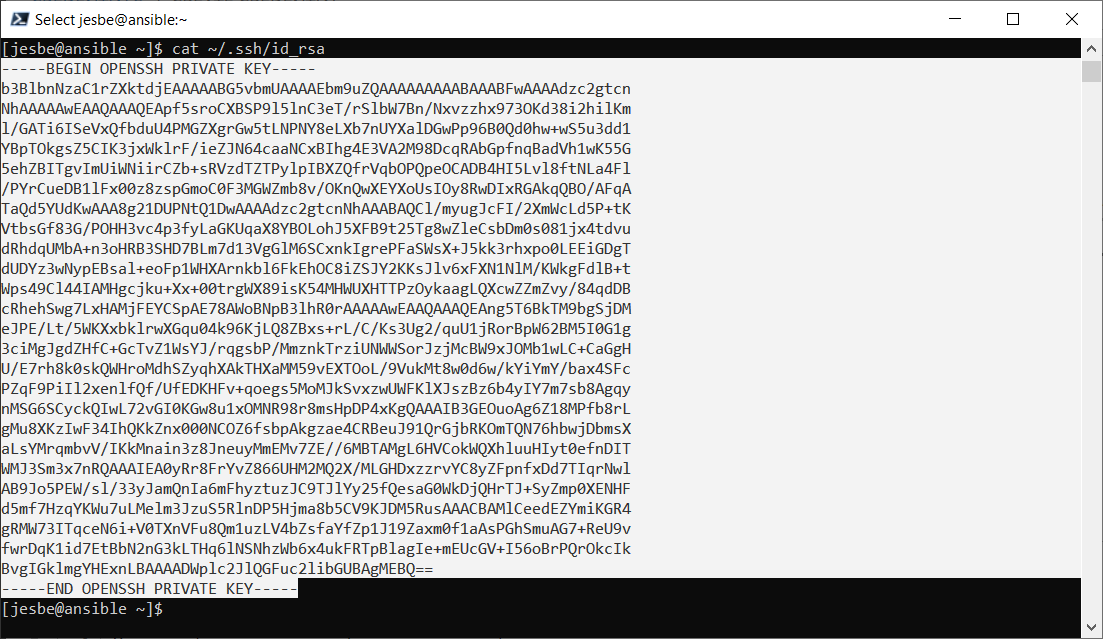 Select jesbe@ansible:~
[jesbe@ansible ~]$ cat ~/.ssh/id_rsa
-----BEGIN OPENSSH PRIVATE KEY-----
b3BlbnNzaC1rZXktdjEAAAAABG5vbmUAAAAEbm9uZQAAAAAAAAABAAABFwAAAAdzc2gtcn
NhAAAAAwEAAQAAAQEApf5sroCXBSP9l5lnC3eT/rSlbW7Bn/Nxvzzhx973OKd38i2hilKm
l/GATi6ISeVxQfbduU4PMGZXgrGw5tLNPNY8eLXb7nUYXalDGwPp96B0Qd0hw+wS5u3dd1
YBpTOkgsZ5CIK3jxWklrF/ieZJN64caaNCxBIhg4E3VA2M98DcqRAbGpfnqBadVh1wK55G
5ehZBITgvImUiWNiirCZb+sRVzdTZTPylpIBXZQfrVqbOPQpeOCADB4HI5Lvl8ftNLa4Fl
/PYrCueDB1lFx00z8zspGmoC0F3MGWZmb8v/OKnQwXEYXoUsIOy8RwDIxRGAkqQBO/AFqA
TaQd5YUdKwAAA8g21DUPNtQ1DwAAAAdzc2gtcnNhAAABAQCl/myugJcFI/2XmWcLd5P+tK
VtbsGf83G/POHH3vc4p3fyLaGKUqaX8YBOLohJ5XFB9t25Tg8wZleCsbDm0s081jx4tdvu
dRhdqUMbA+n3oHRB3SHD7BLm7d13VgGlM6SCxnkIgrePFaSWsX+J5kk3rhxpo0LEEiGDgT
dUDYz3wNypEBsal+eoFp1WHXArnkbl6FkEhOC8iZSJY2KKsJlv6xFXN1NlM/KWkgFdlB+t
Wps49Cl44IAMHgcjku+Xx+00trgWX89isK54MHWUXHTTPzOykaagLQXcwZZmZvy/84qdDB
cRhehSwg7LxHAMjFEYCSpAE78AWoBNpB3lhR0rAAAAAwEAAQAAAQEAng5T6BkTM9bgSjDM
eJPE/Lt/5WKXxbklrwXGqu04k96KjLQ8ZBxs+rL/C/Ks3Ug2/quU1jRorBpW62BM5I0G1g
3ciMgJgdZHfC+GcTvZ1WsYJ/rqgsbP/MmznkTrziUNWWSorJzjMcBW9xJOMb1wLC+CaGgH
U/E7rh8k0skQWHroMdhSZyqhXAkTHXaMM59vEXTOoL/9VukMt8w0d6w/kYiYmY/bax4SFc
PZqF9PiIl2xenlfQf/UfEDKHFv+qoegs5MoMJkSvxzwUWFKlXJszBz6b4yIY7m7sb8Agqy
nMSG6SCyckQIwL72vGI0KGw8u1xOMNR98r8msHpDP4xKgQAAAIB3GEOuoAg6Z18MPfb8rL
gMu8XKzIwF34IhQKkZnx000NCOZ6fsbpAkgzae4CRBeuJ91QrGjbRKOmTQN76hbwjDbmsX
aLsYMrqmbvV/IKkMnain3z8JneuyMmEMv7ZE//6MBTAMgL6HVCokWQXhluuHIyt0efnDIT
WMJ3Sm3x7nRQAAAIEA0yRr8FrYvZ866UHM2MQ2X/MLGHDxzzrvYC8yZFpnfxDd7TIqrNwl
AB9Jo5PEW/sl/33yJamQnIa6mFhyztuzJC9TJlYy25fQesaG0WkDjQHrTJ+SyZmp0XENHF
d5mf7HzqYKWu7uLMelm3JzuS5RlnDP5Hjma8b5CV9KJDM5RusAAACBAMlCeedEZYmiKGR4
gRMW73ITqceN6i+V0TXnVFu8Qm1uzLV4bZsfaYfZp1J19Zaxm0f1aAsPGhSmuAG7+ReU9v
fwrDqK1id7EtBbN2nG3kLTHq6lNSNhzWb6x4ukFRTpBlagIe+mEUcGV+I56oBrPQrOkcIk
BvgIGklmgYHExnLBAAAADWplc2JlQGFuc2libGUBAgMEBQ==
-----END OPENSSH PRIVATE KEY-----
[jesbe@ansible ~]$